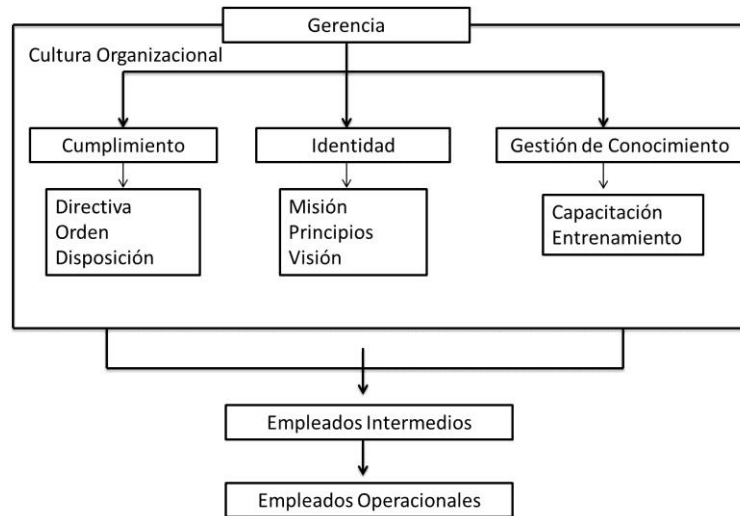 Gerencia
Cultura Organizacional
Cumplimiento
Identidad
Gestión de Conocimiento
Directiva
Orden
Disposición
Misión
Principios
Visión
Capacitación
Entrenamiento
Empleados Intermedios
Empleados Operacionales